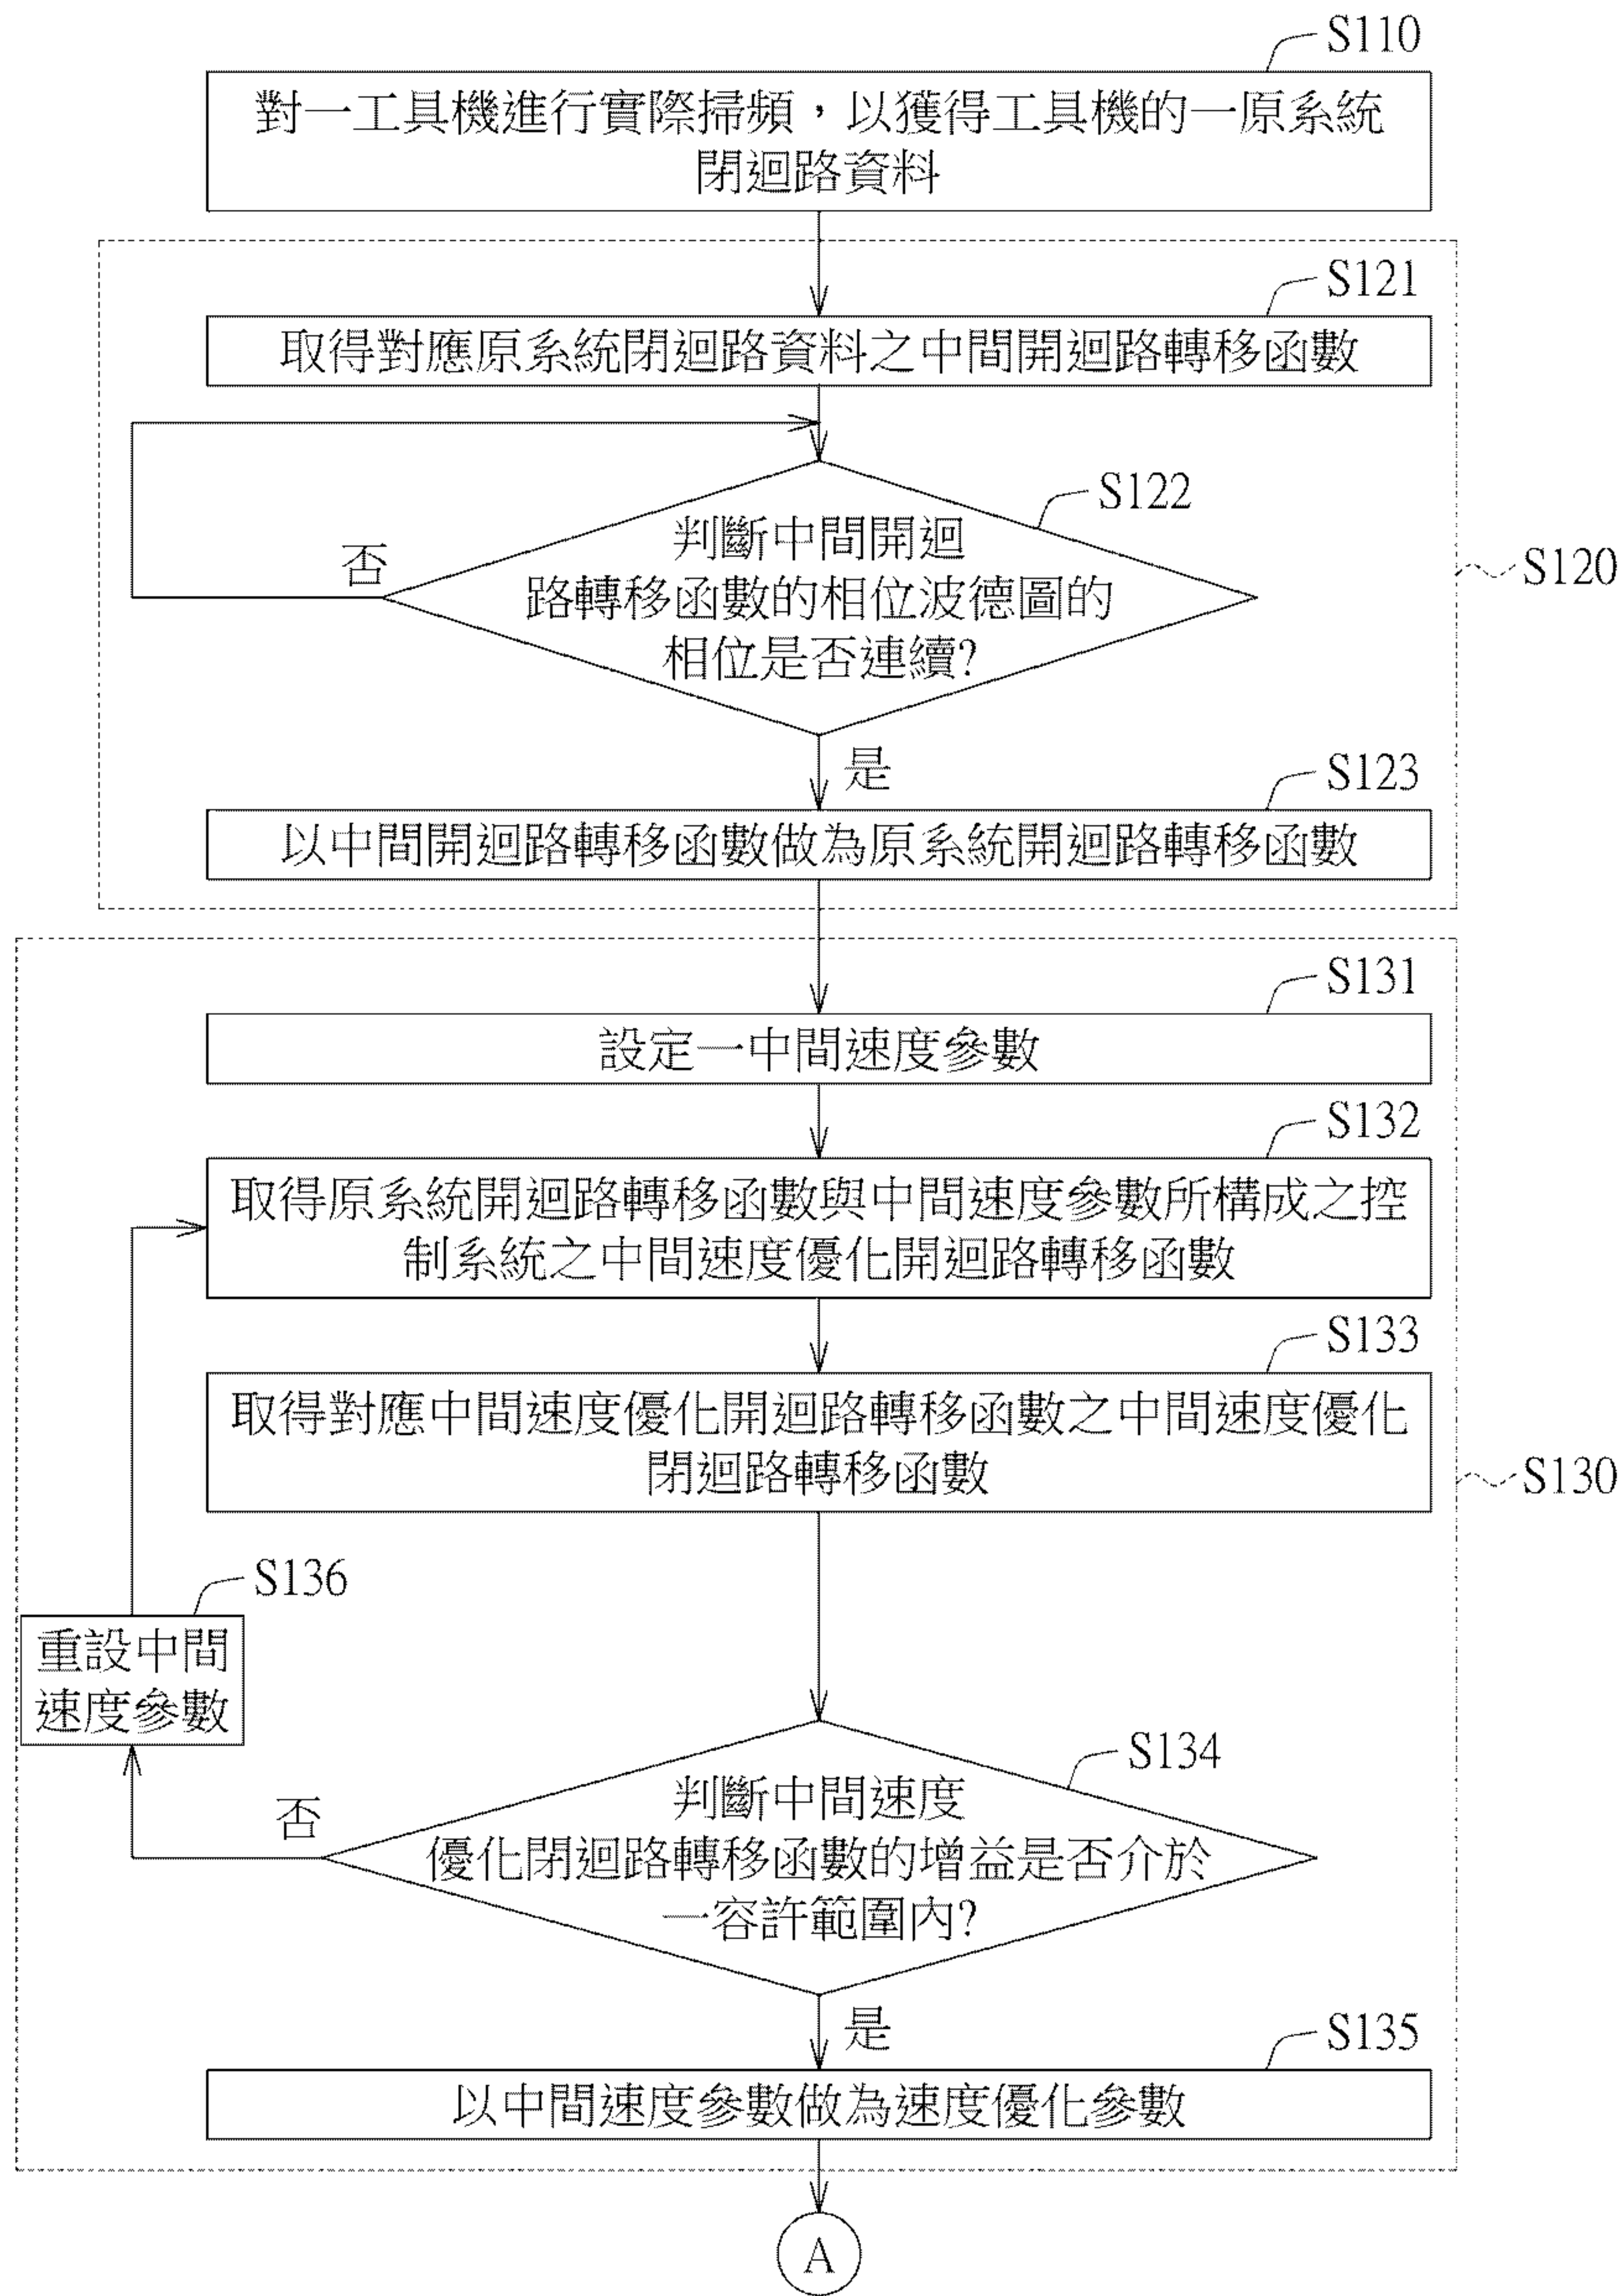 S110
對一工具機進行實際掃頻，以獲得工具機的一原系統
閉迴路資料
S121
取得對應原系統閉迴路資料之中間開迴路轉移函數
S122
判斷中間開迴
路轉移函數的相位波德圖的
相位是否連續?
否
S120
是
S123
以中間開迴路轉移函數做為原系統開迴路轉移函數
S131
設定一中間速度參數
S132
取得原系統開迴路轉移函數與中間速度參數所構成之控
制系統之中間速度優化開迴路轉移函數
S133
取得對應中間速度優化開迴路轉移函數之中間速度優化
閉迴路轉移函數
S130
S136
重設中間
速度參數
S134
判斷中間速度
優化閉迴路轉移函數的增益是否介於
一容許範圍內?
否
是
S135
以中間速度參數做為速度優化參數
A